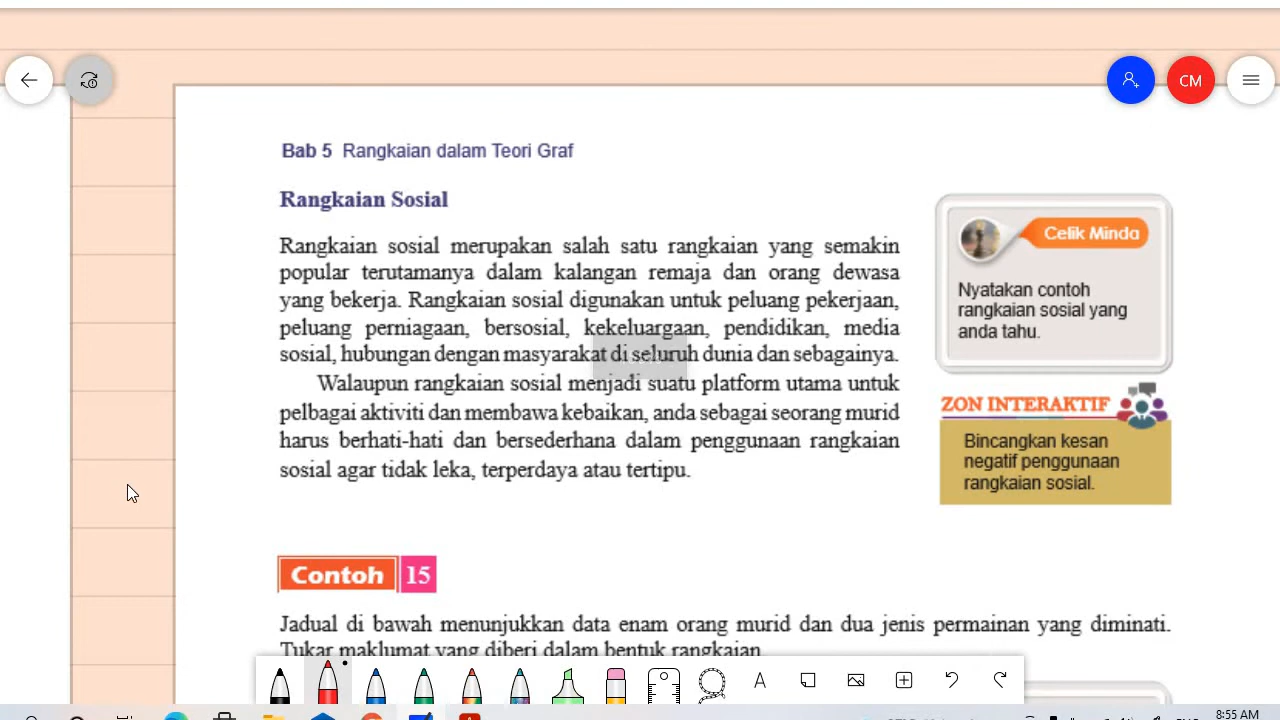 CM
Bab 5 Rangkaian dalam Teori Graf
Rangkaian Sosial
Rangkaian sosial merupakan salah satu rangkaian yang semakin
popular terutamanya dalam kalangan remaja dan orang dewasa
yang bekerja. Rangkaian sosial digunakan untuk peluang pekerjaan,
peluang perniagaan, bersosial, kekeluargaan, pendidikan, media
sosial, hubungan dengan masyarakat di seluruh dunia dan sebagainya.
Walaupun rangkaian sosial menjadi suatu platform utama untuk
pelbagai aktiviti dan membawa kebaikan, anda sebagai seorang murid
harus berhati-hati dan bersederhana dalam penggunaan rangkaian
sosial agar tidak leka, terperdaya atau tertipu.
Celik Minda
Nyatakan contoh
rangkaian sosial yang
anda tahu.
ZON INTERAKTIF
Bincangkan kesan
negatif penggunaan
rangkaian sosial.
Contoh 15
Jadual di bawah menunjukkan data enam orang murid dan dua jenis permainan yang diminati.
Tukar maklumat yang diberi dalam bentuk rangkaian
A
8:55 AM